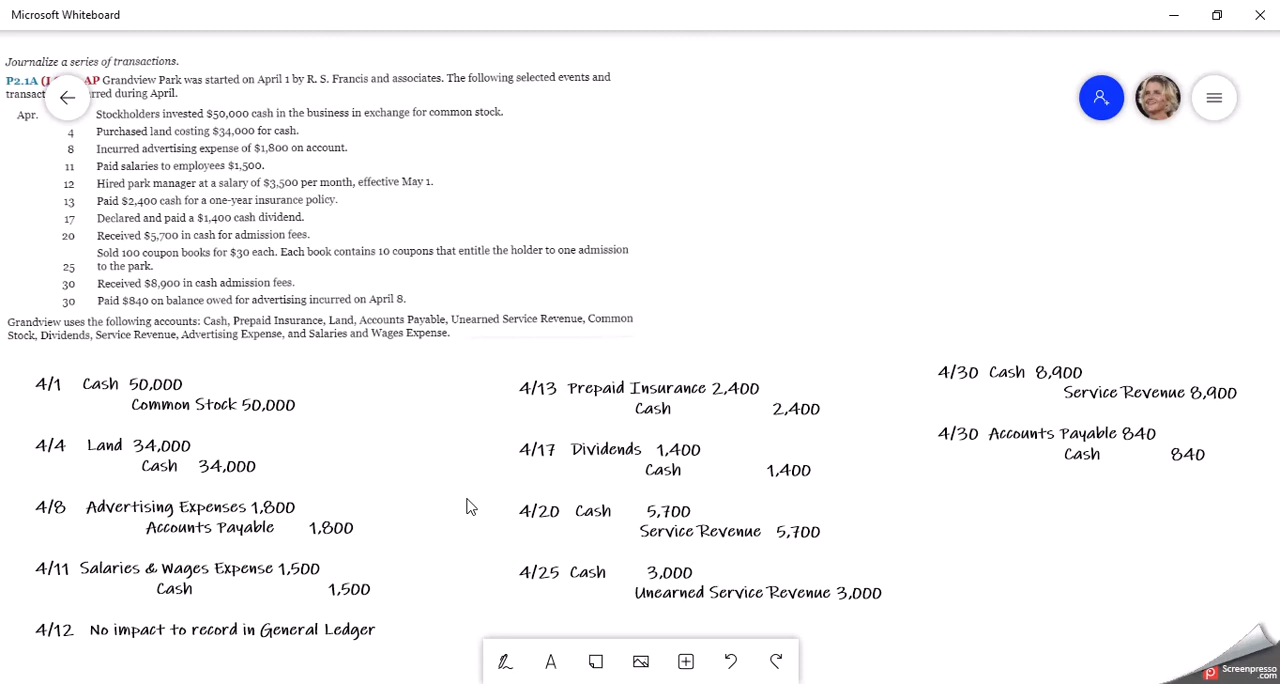 Microsoft Whiteboard
Journalize a series of transactions.
P2.1A AP Grandview Park was started on April 1 by R. S. Francis and associates. The following selected events and
transact rred during April.
Apr. Stockholders invested $50,000 cash in the business in exchange for common stock.
4 Purchased land costing $34,000 for cash.
8 Incurred advertising expense of $1,800 on account.
11 Paid salaries to employees $1,500.
12 Hired park manager at a salary of $3,500 per month, effective May 1.
13 Paid $2,400 cash for a one-year insurance policy.
17 Declared and paid a $1,400 cash dividend.
20 Received $5,700 in cash for admission fees.
Sold 100 coupon books for $30 each. Each book contains 10 coupons that entitle the holder to one admission
25 to the park.
30 Received $8,900 in cash admission fees.
30 Paid $840 on balance owed for advertising incurred on April 8.
Grandview uses the following accounts: Cash, Prepaid Insurance, Land, Accounts Payable, Unearned Service Revenue, Common
Stock, Dividends, Service Revenue, Advertising Expense, and Salaries and Wages Expense.
4/1 Cash 50,000
Common Stock 50,000
4/4 Land 34,000
Cash 34,000
4/8 Advertising Expenses 1,800
Accounts Payable 1,800
4/11 Salaries & Wages Expense 1,500
Cash 1,500
4/12 No impact to record in General Ledger
4/13 Prepaid Insurance 2,400
Cash 2,400
4/17 Dividends 1,400
Cash 1,400
4/20 Cash 5,700
Service Revenue 5,700
4/25 Cash 3,000
Unearned Service Revenue 3,000
4/30 Cash 8,900
Service Revenue 8,900
4/30 Accounts Payable 840
Cash 840
A
Screenpresso
.com